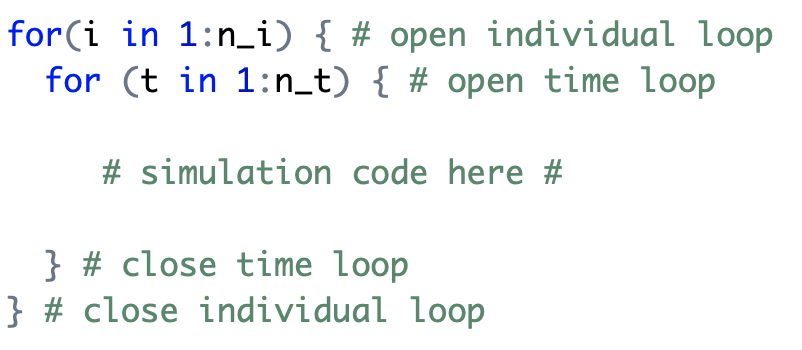 for(i in 1:n_i) { # open individual loop
  for (t in 1:n_t) { # open time loop
     # simulation code here #
  } # close time loop
} # close individual loop